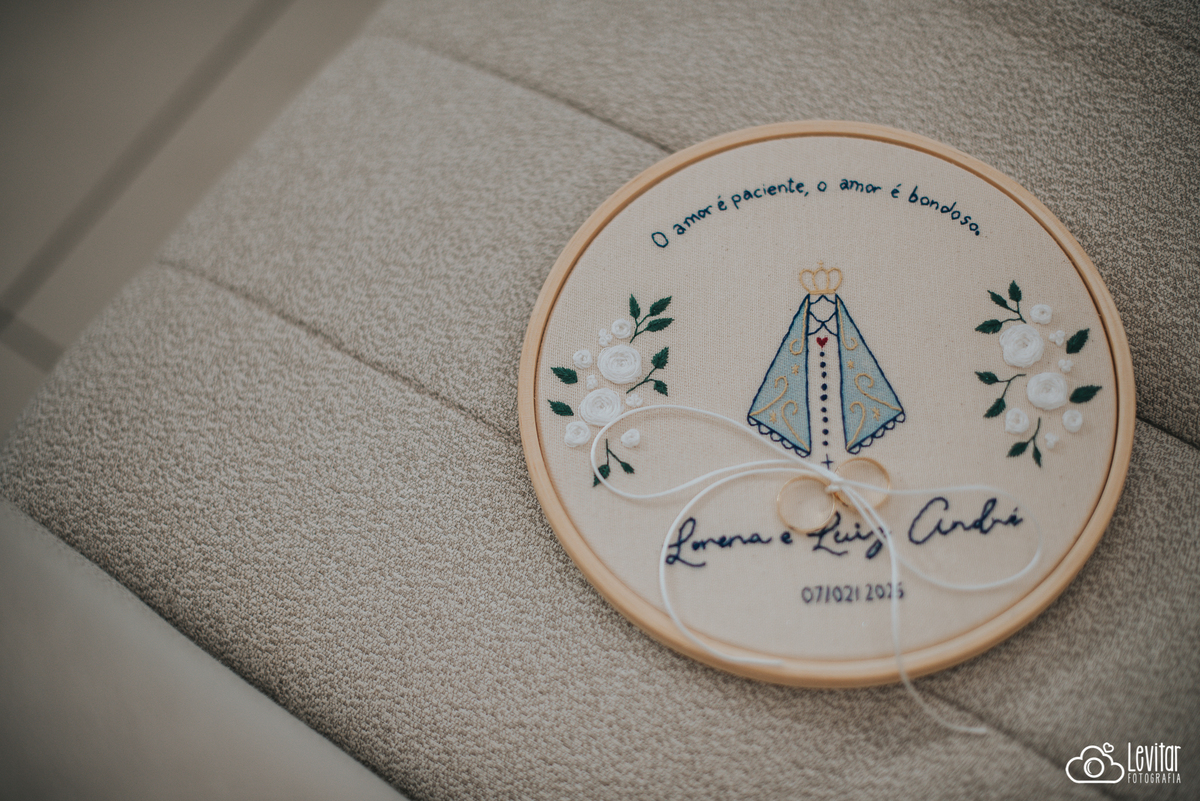 O amor é paciente, o amor é bondoso.
Lorena e Luiz André
07/02/2025
Levitar
FOTOGRAFIA